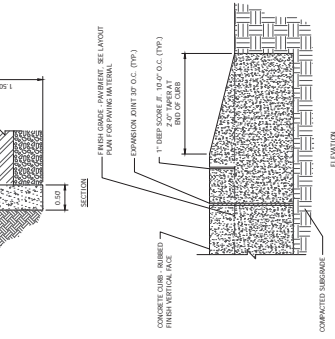 1.50'
0.50'
SECTION
FINISH GRADE - PAVEMENT, SEE LAYOUT
PLAN FOR PAVING MATERIAL
EXPANSION JOINT 30' O.C. (TYP.)
1" DEEP SCORE JT. 10'-0" O.C. (TYP.)
2'-0" TAPER AT
END OF CURB
CONCRETE CURB - RUBBED
FINISH VERTICAL FACE
COMPACTED SUBGRADE
ELEVATION